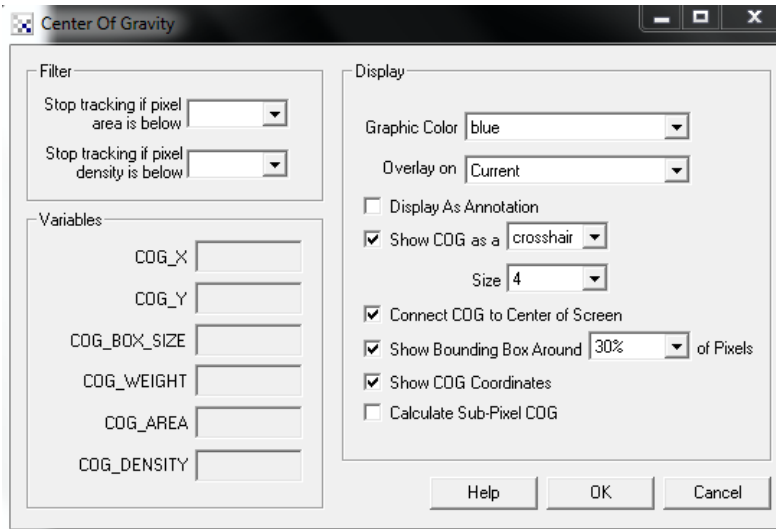 Center Of Gravity
Filter
Stop tracking if pixel
area is below
Stop tracking if pixel
density is below
Variables
COG_X
COG_Y
COG_BOX_SIZE
COG_WEIGHT
COG_AREA
COG_DENSITY
Display
Graphic Color blue
Overlay on Current
Display As Annotation
Show COG as a crosshair
Size 4
Connect COG to Center of Screen
Show Bounding Box Around 30% of Pixels
Show COG Coordinates
Calculate Sub-Pixel COG
Help OK Cancel